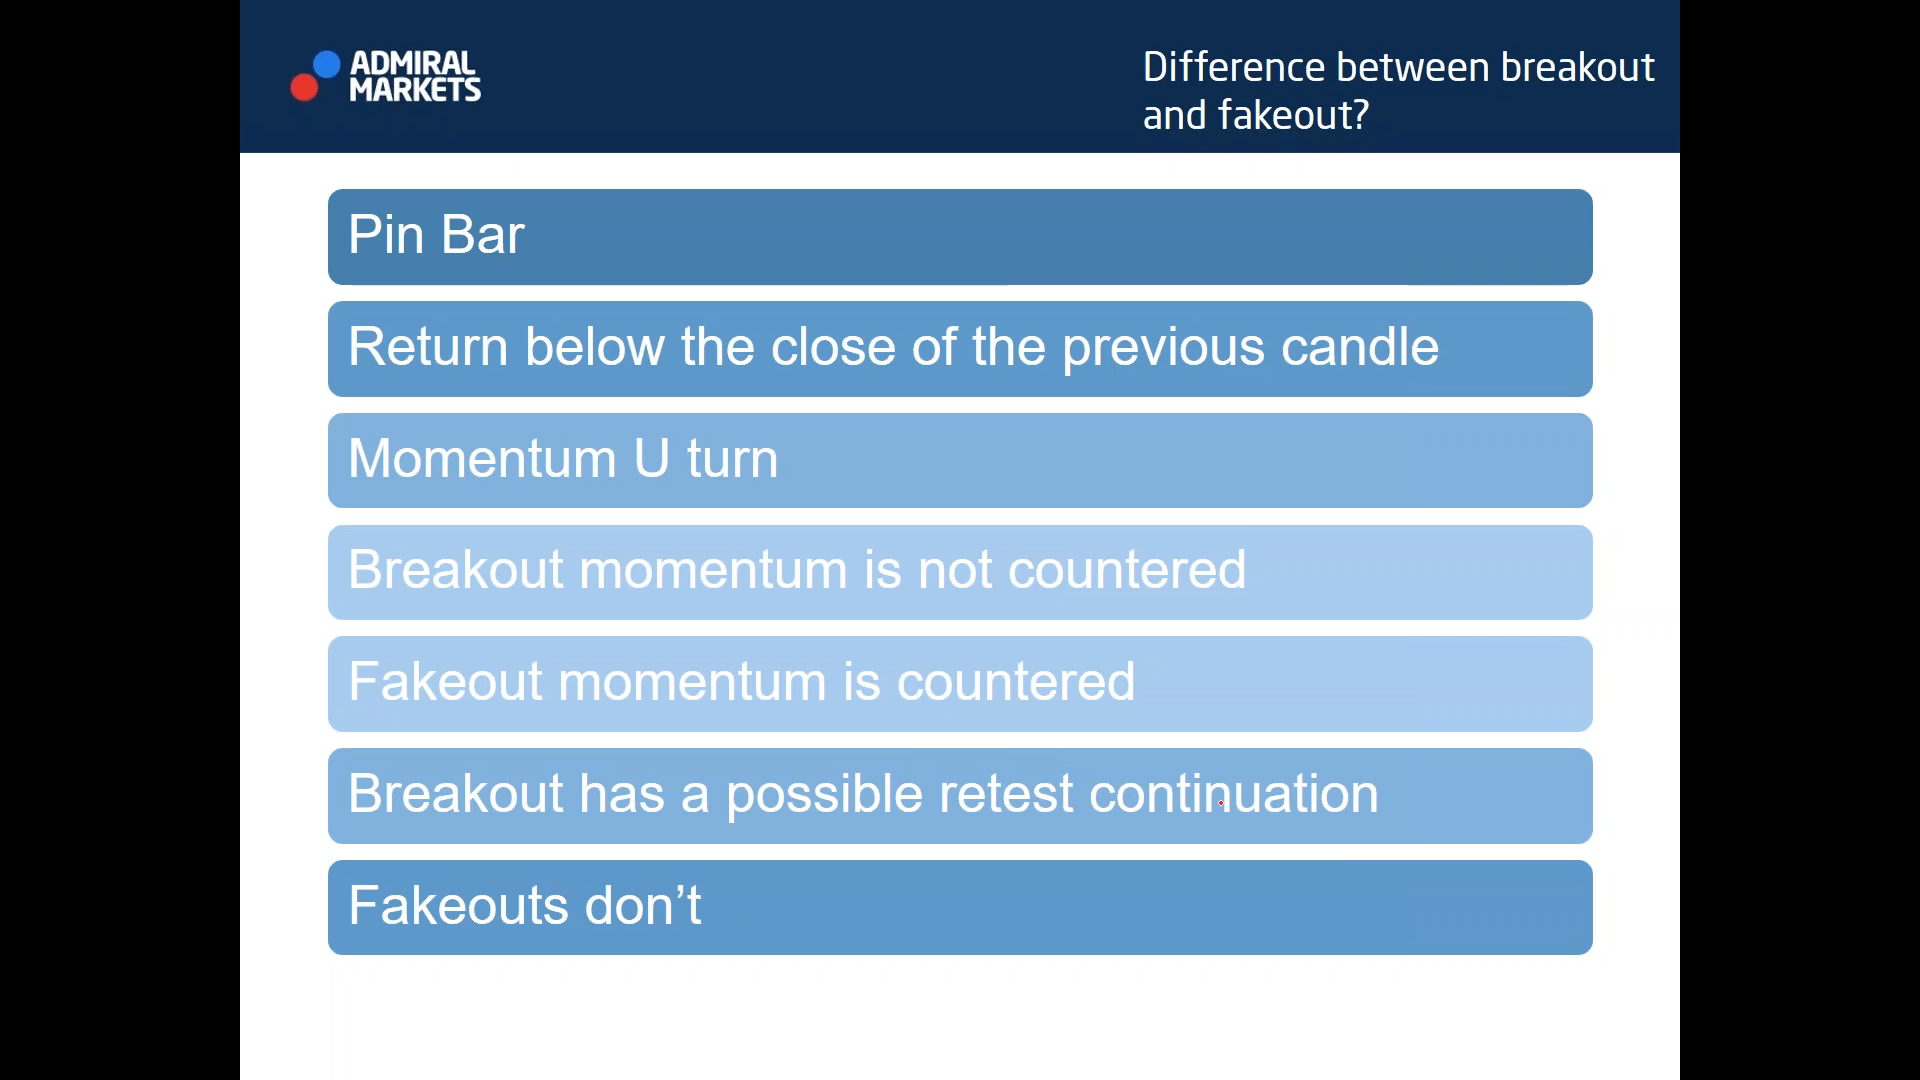 ADMIRAL
MARKETS
Difference between breakout
and fakeout?
Pin Bar
Return below the close of the previous candle
Momentum U turn
Breakout momentum is not countered
Fakeout momentum is countered
Breakout has a possible retest continuation
Fakeouts don’t